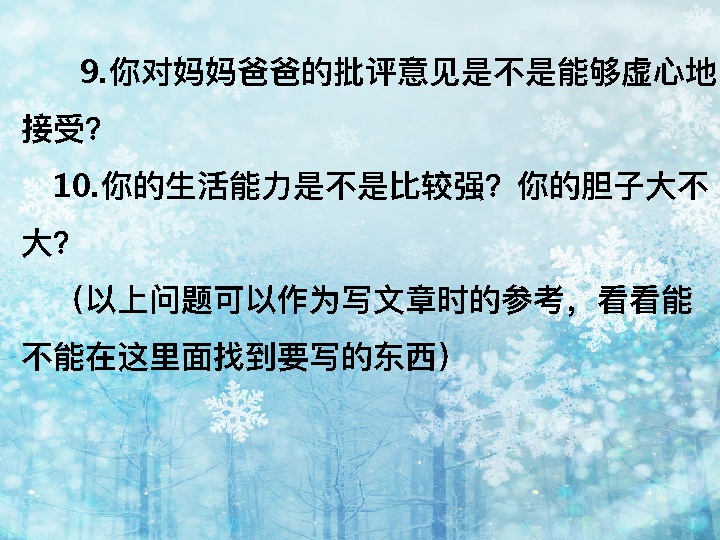 9.你对妈妈爸爸的批评意见是不是能够虚心地
接受？
10.你的生活能力是不是比较强？你的胆子大不
大？
（以上问题可以作为写文章时的参考，看看能
不能在这里面找到要写的东西）